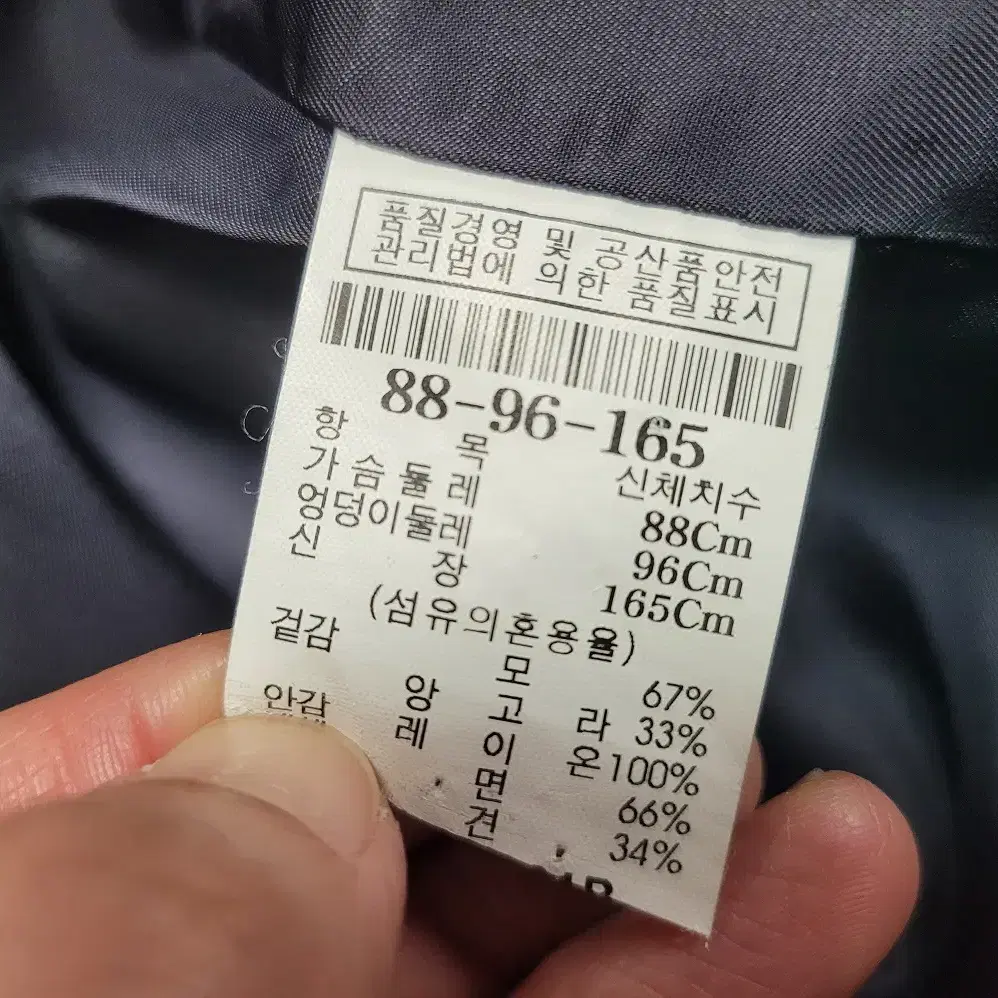 품질경영 및 공산품안전
관리법에 의한 품질표시
88-96-165
항 목 신체치수
가슴둘레 88Cm
엉덩이둘레 96Cm
신 장 165Cm
(섬유의혼용율)
겉감 모 67%
앙고라 33%
안감 레이온 100%
면 66%
견 34%